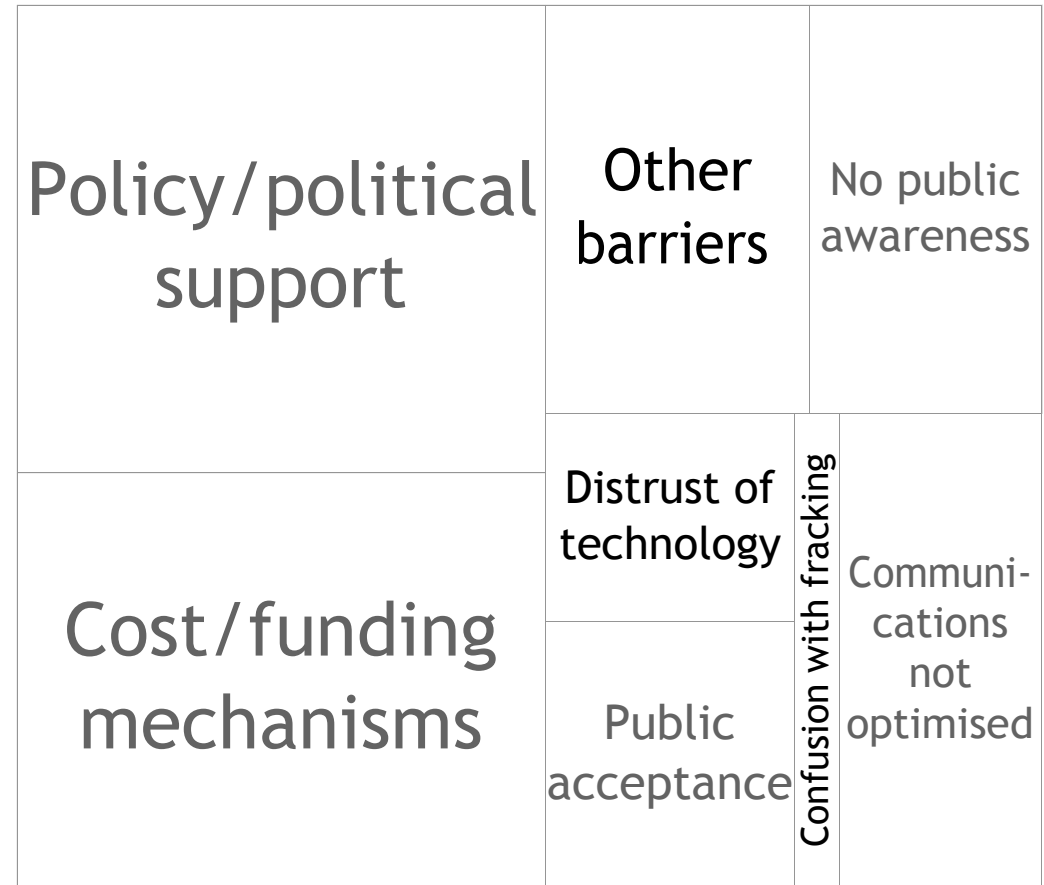 Policy/political
support
Other
barriers
No public
awareness
Cost/funding
mechanisms
Distrust of
technology
Public
acceptance
Confusion with fracking
Communi-
cations
not
optimised